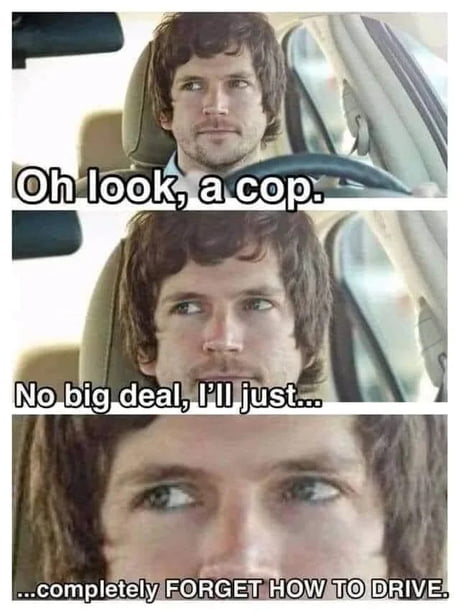 Oh look, a cop.
No big deal, I'll just...
...completely FORGET HOW TO DRIVE.